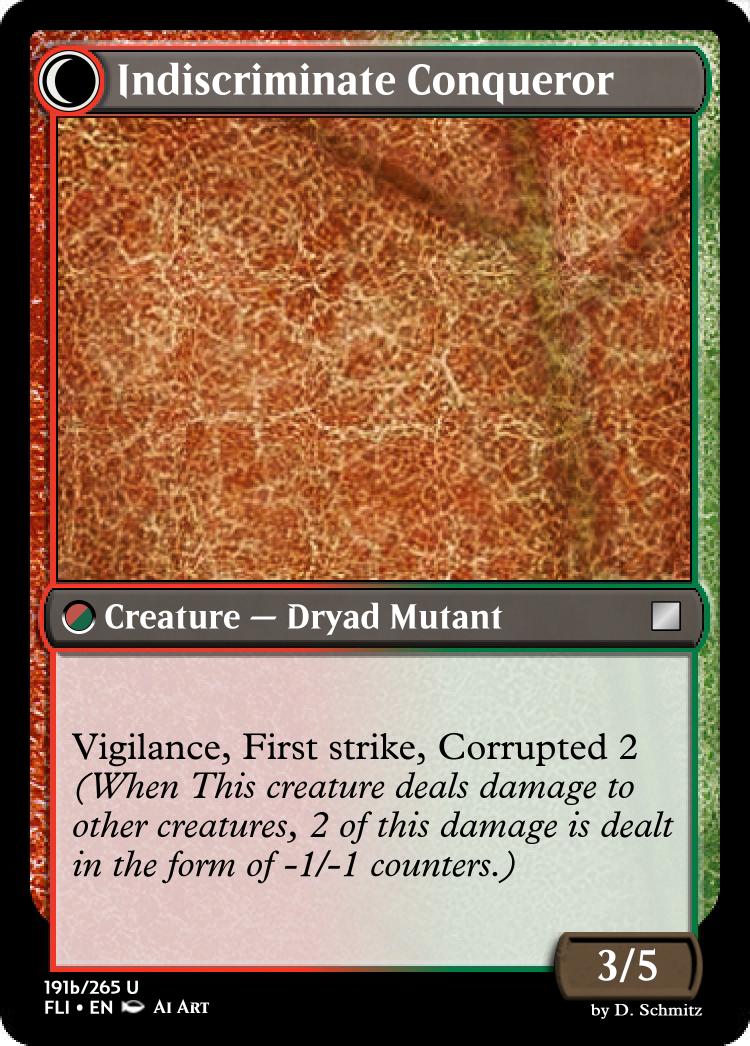 Indiscriminate Conqueror
Creature — Dryad Mutant
Vigilance, First strike, Corrupted 2
(When This creature deals damage to
other creatures, 2 of this damage is dealt
in the form of -1/-1 counters.)
3/5
191b/265 U
FLI • EN AI ART
by D. Schmitz